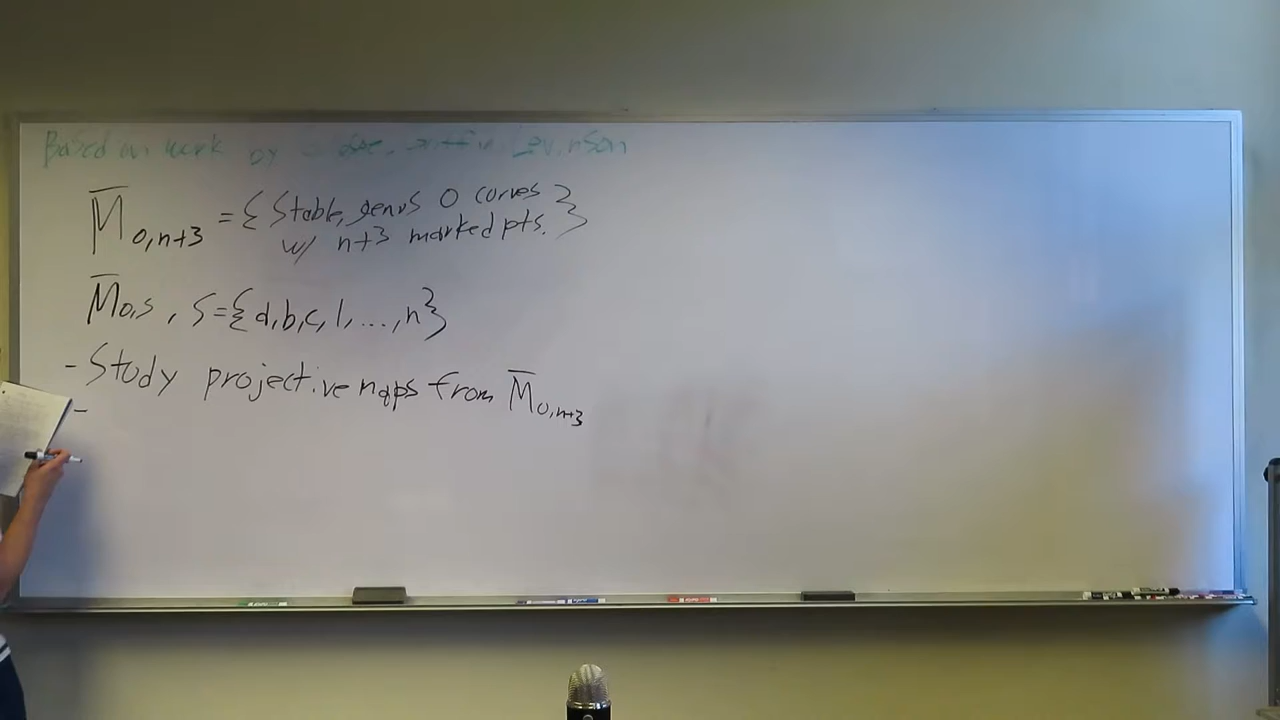 Based on work by Levinson
M̅₀,ₙ₊₃ = { Stable, genus 0 curves
w/ n+3 marked pts. }
M̅₀,ₛ , S = {a, b, c, 1, ..., n}
- Study projective maps from M̅₀,ₙ₊₃
-